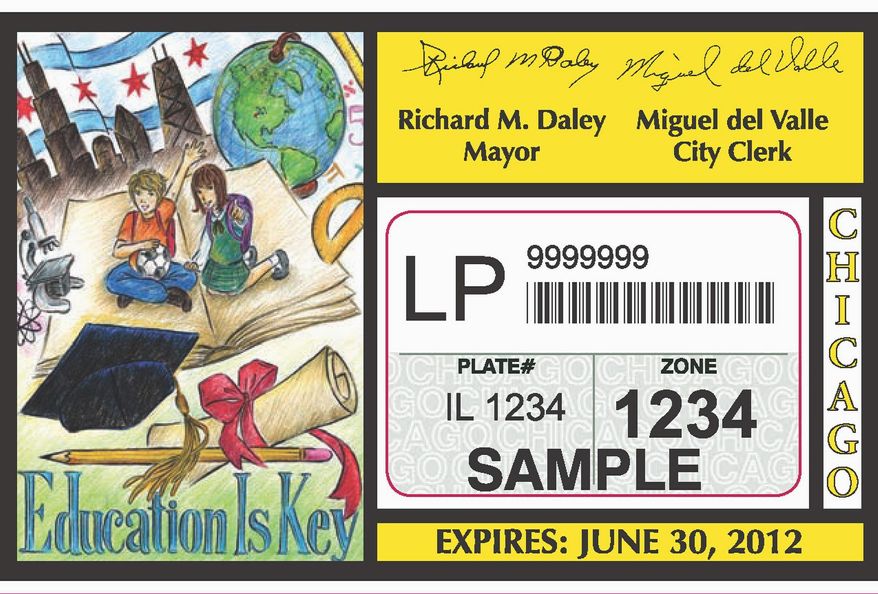 Richard M Daley
Miguel del Valle
Richard M. Daley
Mayor
Miguel del Valle
City Clerk
LP
9999999
PLATE#
IL 1234
ZONE
1234
SAMPLE
CHICAGO
Education Is Key
EXPIRES: JUNE 30, 2012